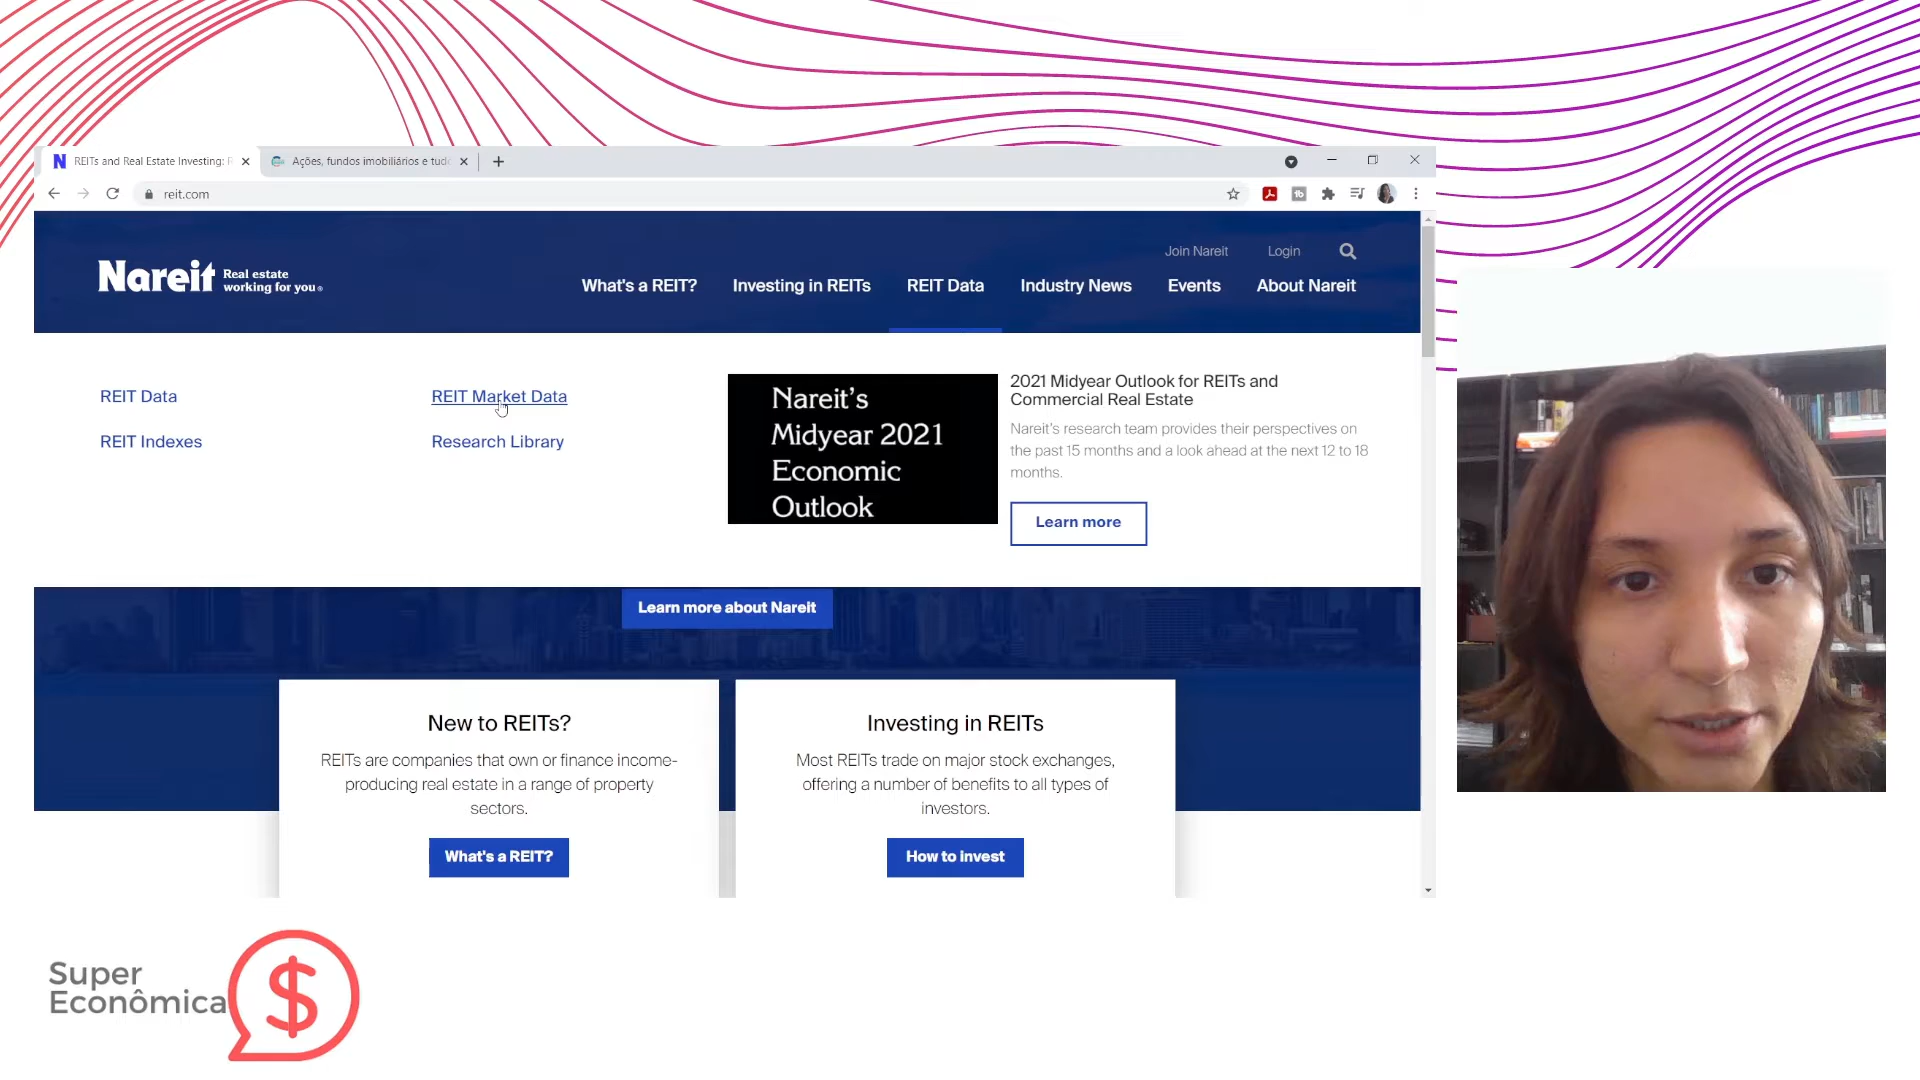 REITs and Real Estate Investing: R
Ações, fundos imobiliários e tudo
reit.com
Join Nareit
Login
Nareit
Real estate
working for you®
What's a REIT?
Investing in REITs
REIT Data
Industry News
Events
About Nareit
REIT Data
REIT Market Data
REIT Indexes
Research Library
Nareit's
Midyear 2021
Economic
Outlook
2021 Midyear Outlook for REITs and
Commercial Real Estate
Nareit's research team provides their perspectives on
the past 15 months and a look ahead at the next 12 to 18
months.
Learn more
Learn more about Nareit
New to REITs?
REITs are companies that own or finance income-
producing real estate in a range of property
sectors.
What's a REIT?
Investing in REITs
Most REITs trade on major stock exchanges,
offering a number of benefits to all types of
investors.
How to Invest
Super
Econômica
$